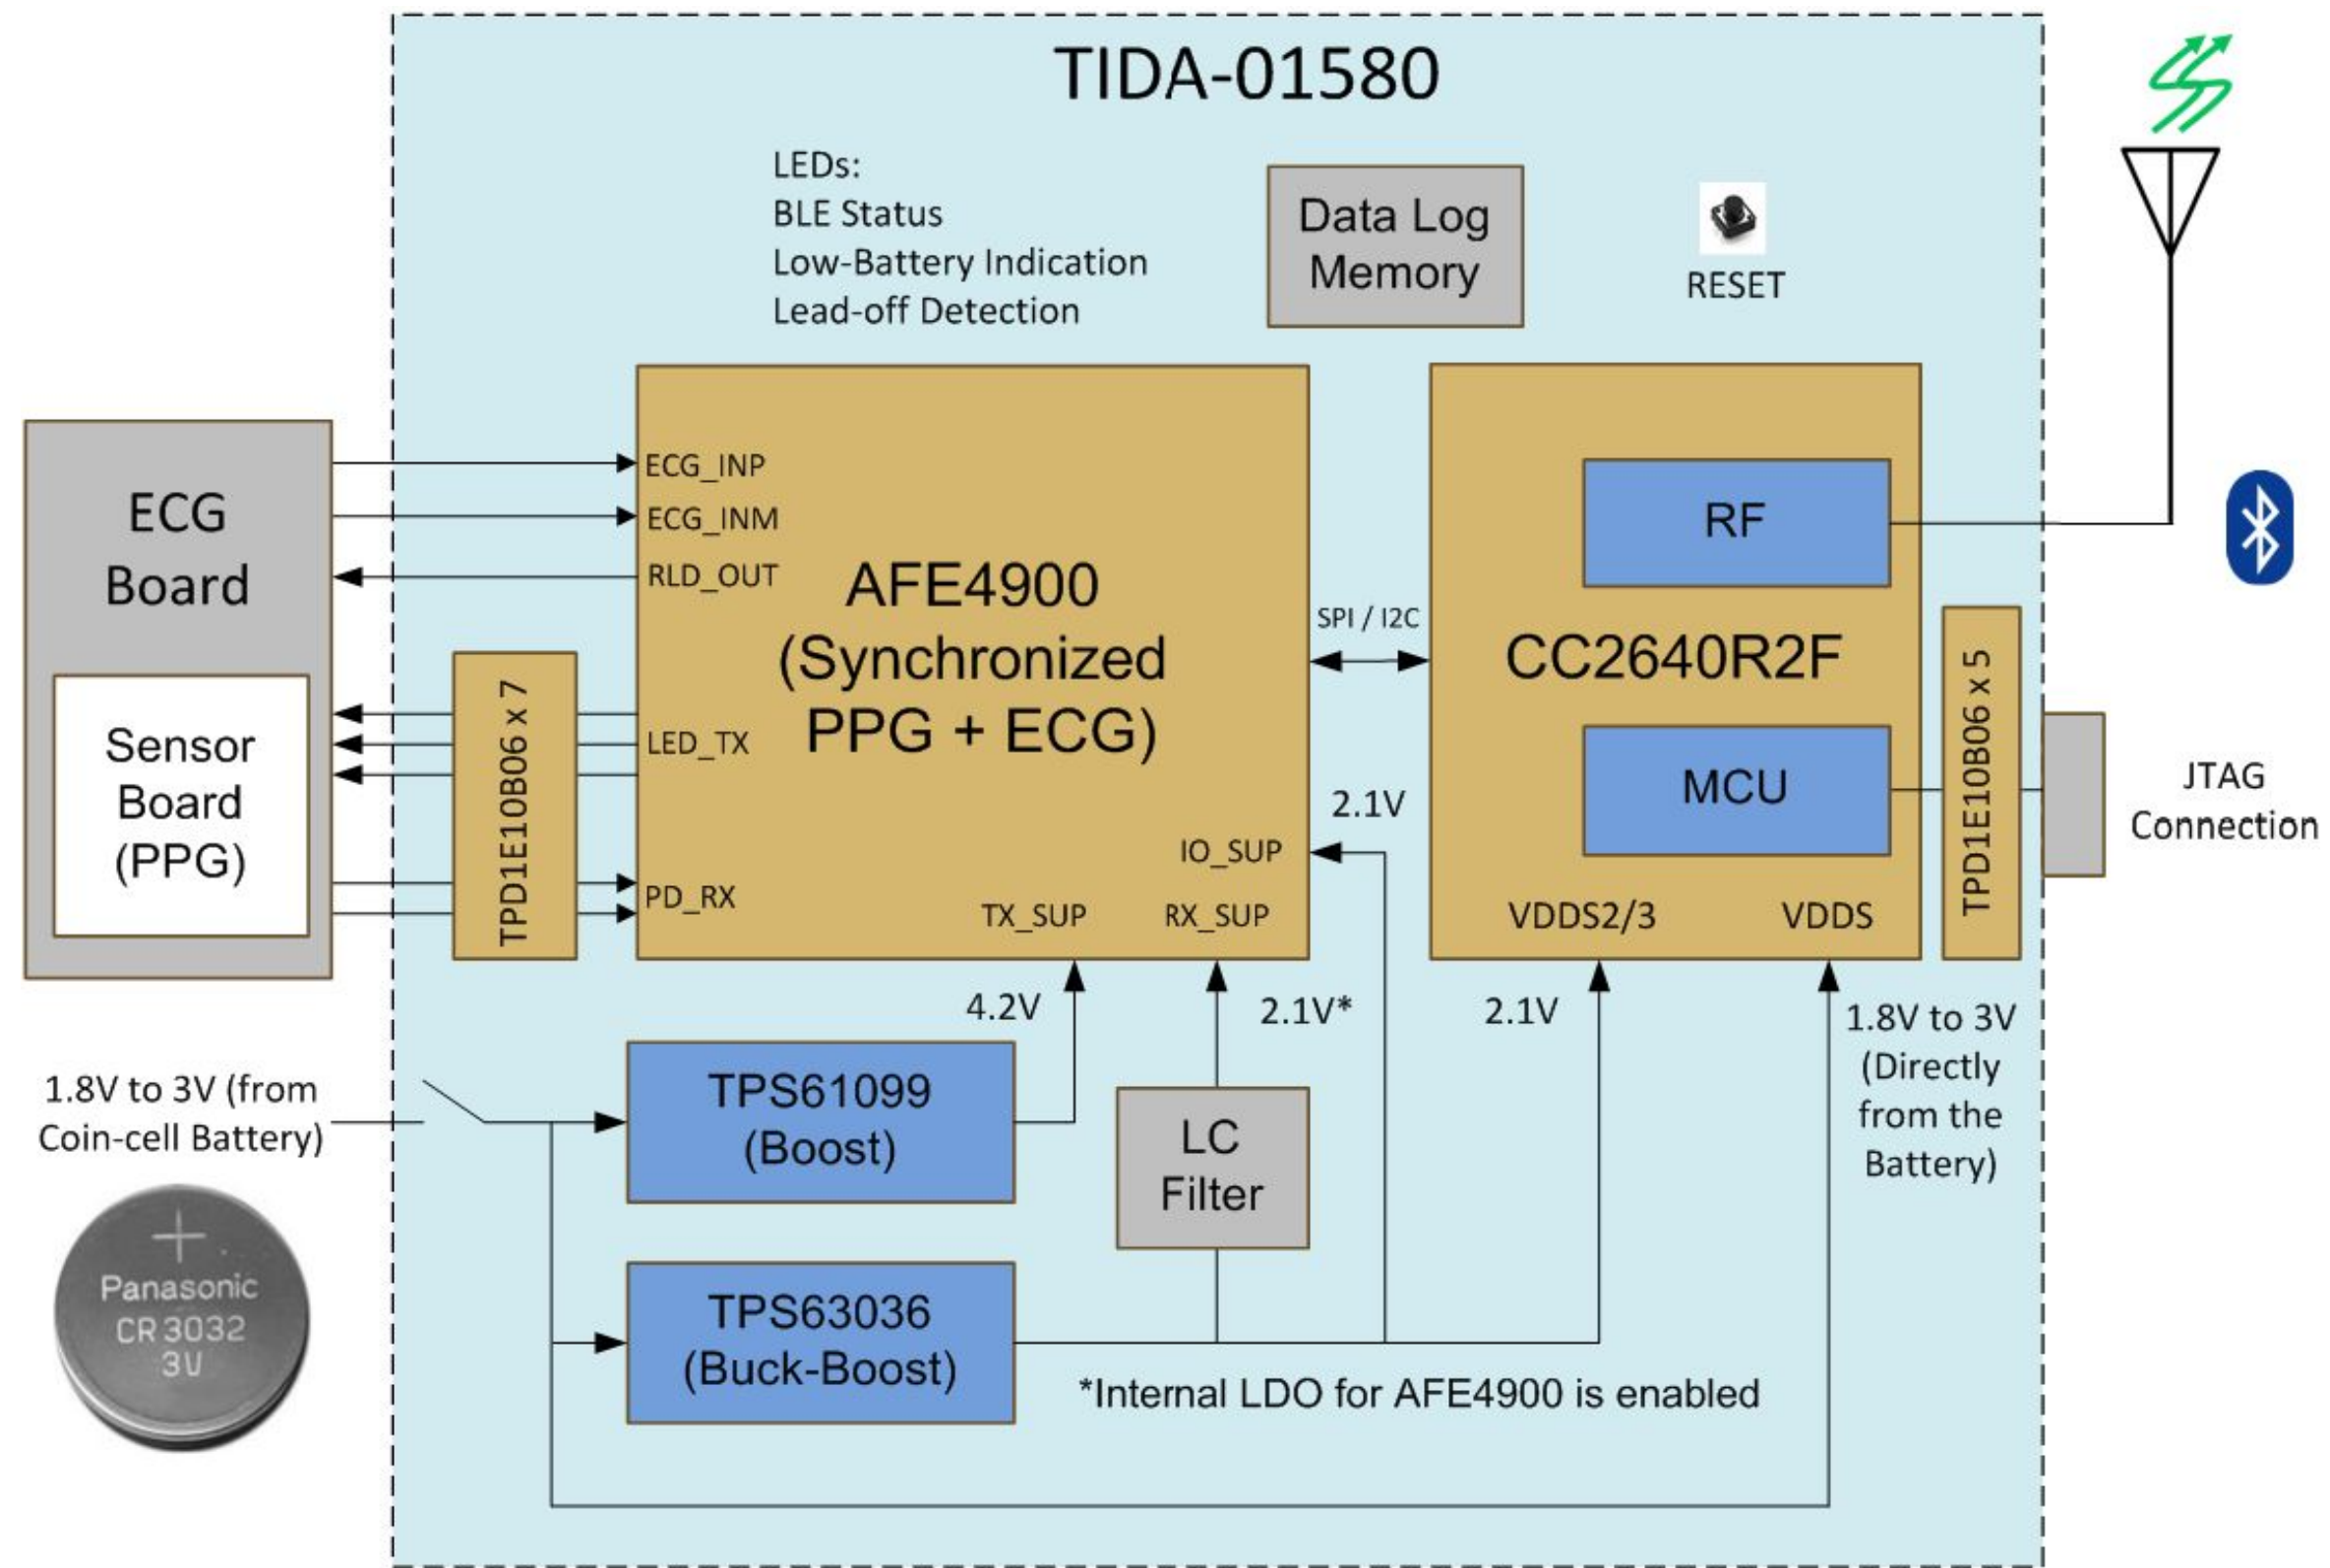 TIDA-01580
LEDs:
BLE Status
Low-Battery Indication
Lead-off Detection
Data Log
Memory
RESET
ECG
Board
Sensor
Board
(PPG)
TPD1E10B06 x 7
ECG_INP
ECG_INM
RLD_OUT
LED_TX
PD_RX
AFE4900
(Synchronized
PPG + ECG)
IO_SUP
TX_SUP
RX_SUP
SPI / I2C
2.1V
RF
CC2640R2F
MCU
VDDS2/3
VDDS
TPD1E10B06 x 5
JTAG
Connection
4.2V
2.1V*
2.1V
1.8V to 3V
(Directly
from the
Battery)
1.8V to 3V (from
Coin-cell Battery)
TPS61099
(Boost)
LC
Filter
TPS63036
(Buck-Boost)
*Internal LDO for AFE4900 is enabled
Panasonic
CR3032
3V